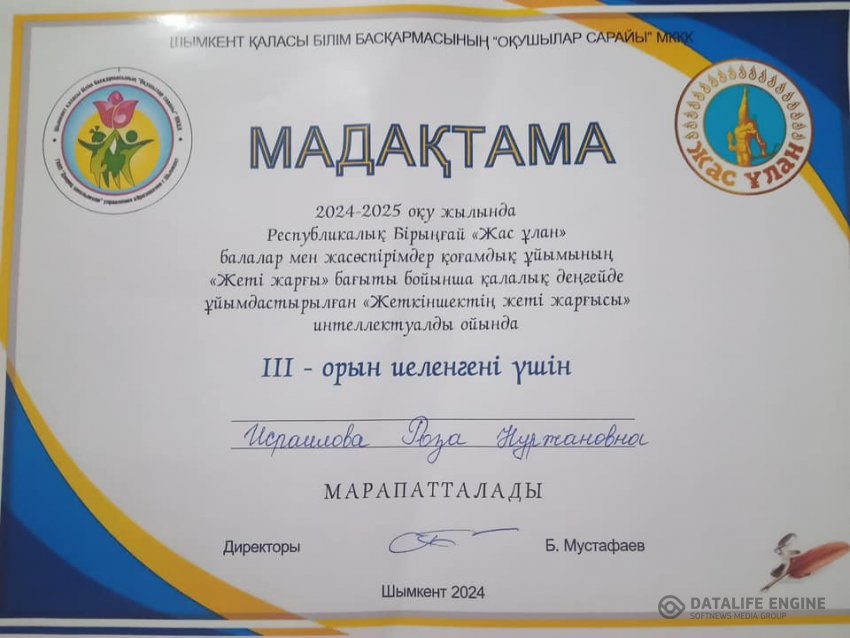 ШЫМКЕНТ ҚАЛАСЫ БІЛІМ БАСҚАРМАСЫНЫҢ "ОҚУШЫЛАР САРАЙЫ" МКҚК
ЖАС ҰЛАН
МАДАҚТАМА
2024-2025 оқу жылында
Республикалық Бірыңғай «Жас ұлан»
балалар мен жасөспірімдер қоғамдық ұйымының
«Жеті жарғы» бағыты бойынша қалалық деңгейде
ұйымдастырылған «Жеткіншектің жеті жарғысы»
интеллектуалды ойында
III - орын иеленгені үшін
Исраилова Роза Нуржановна
МАРАПАТТАЛАДЫ
Директоры Б. Мустафаев
Шымкент 2024
DATALIFE ENGINE
SOFTNEWS MEDIA GROUP